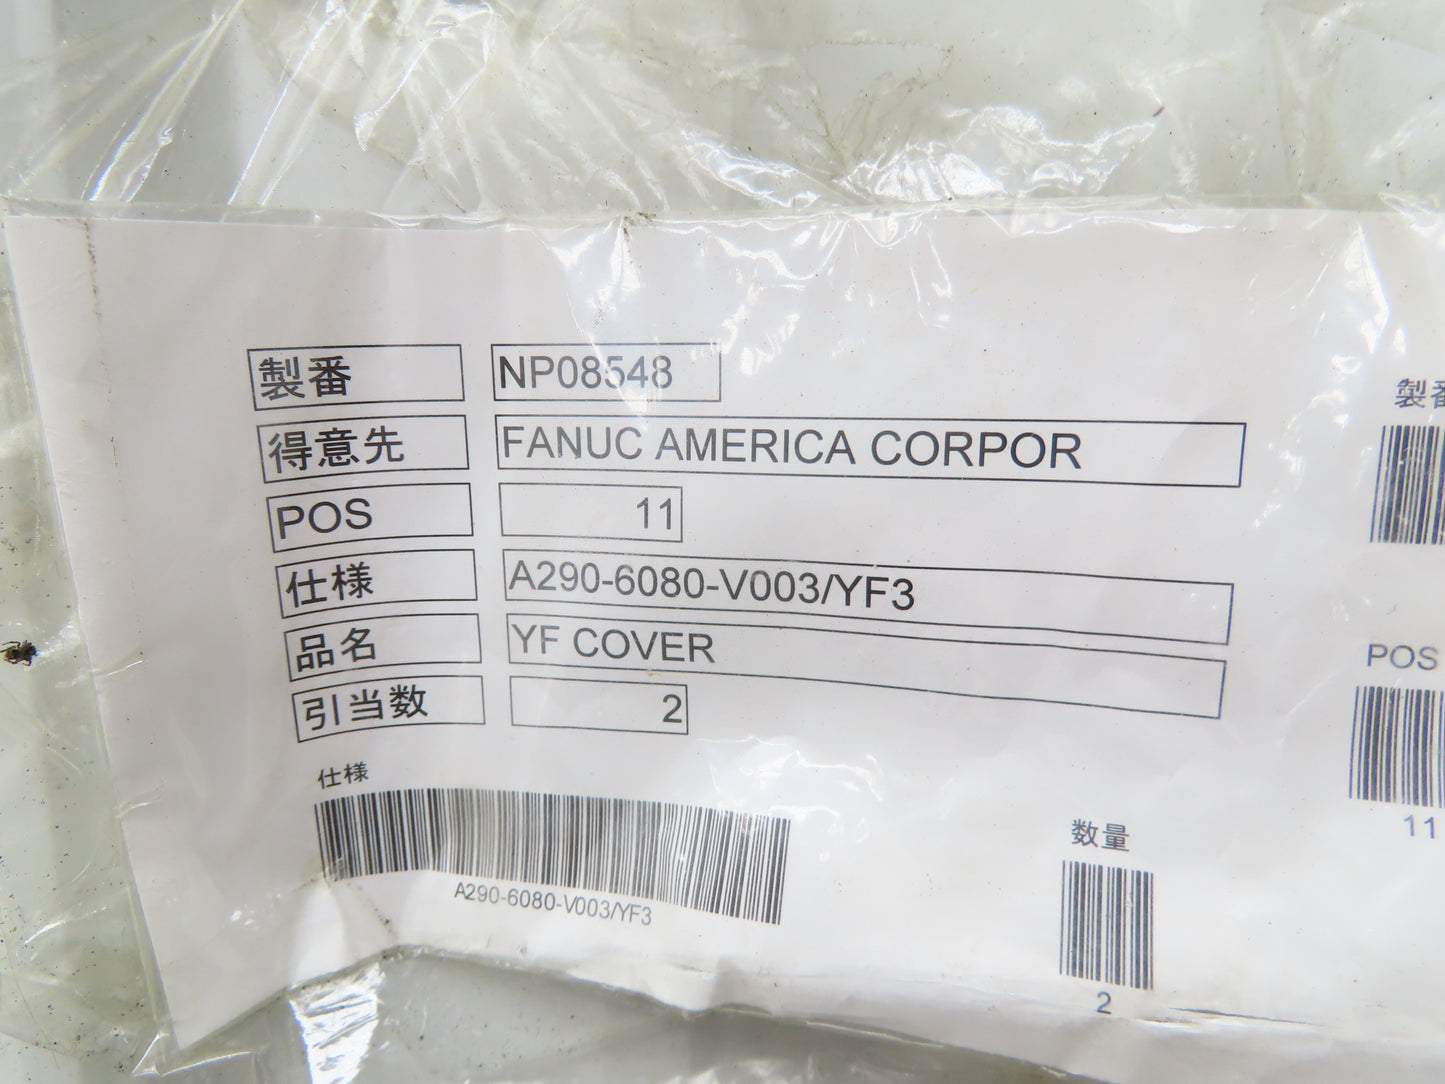 製番 NP08548
得意先 FANUC AMERICA CORPOR
POS 11
仕様 A290-6080-V003/YF3
品名 YF COVER
引当数 2
仕様
A290-6080-V003/YF3
数量
2
製番
POS
11